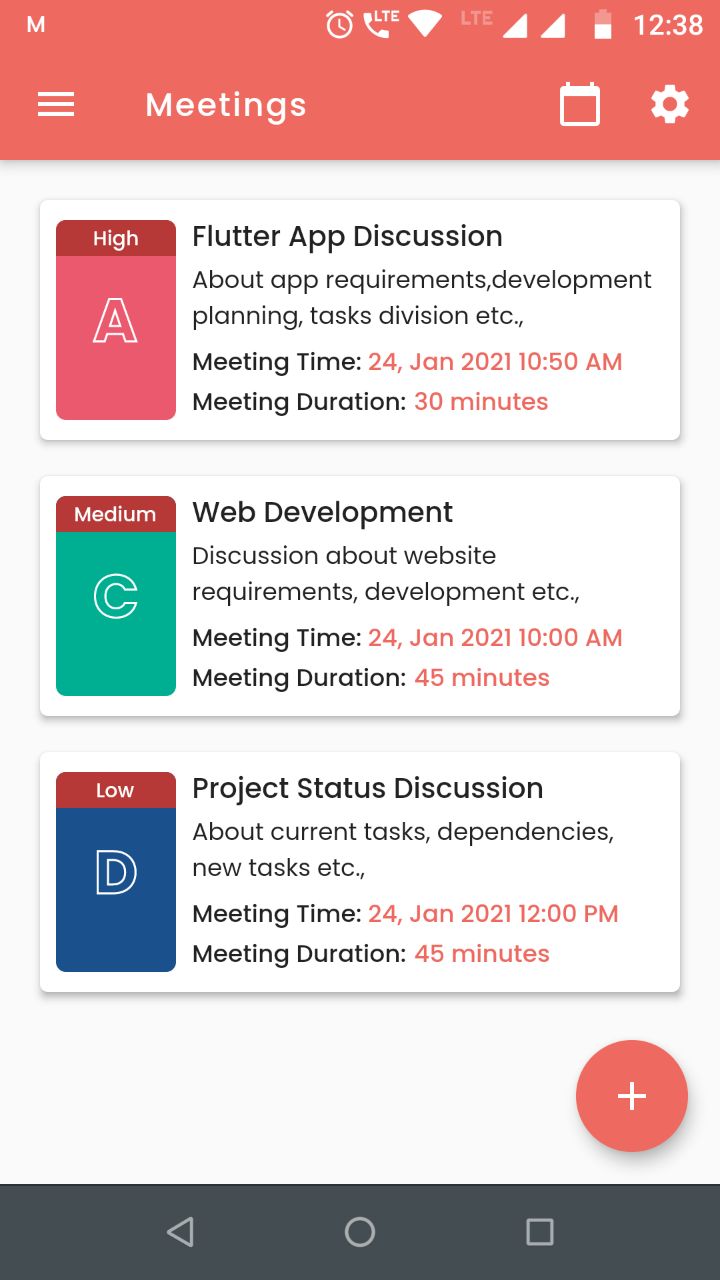 M LTE LTE 12:38
Meetings
High
A
Flutter App Discussion
About app requirements,development
planning, tasks division etc.,
Meeting Time: 24, Jan 2021 10:50 AM
Meeting Duration: 30 minutes
Medium
C
Web Development
Discussion about website
requirements, development etc.,
Meeting Time: 24, Jan 2021 10:00 AM
Meeting Duration: 45 minutes
Low
D
Project Status Discussion
About current tasks, dependencies,
new tasks etc.,
Meeting Time: 24, Jan 2021 12:00 PM
Meeting Duration: 45 minutes